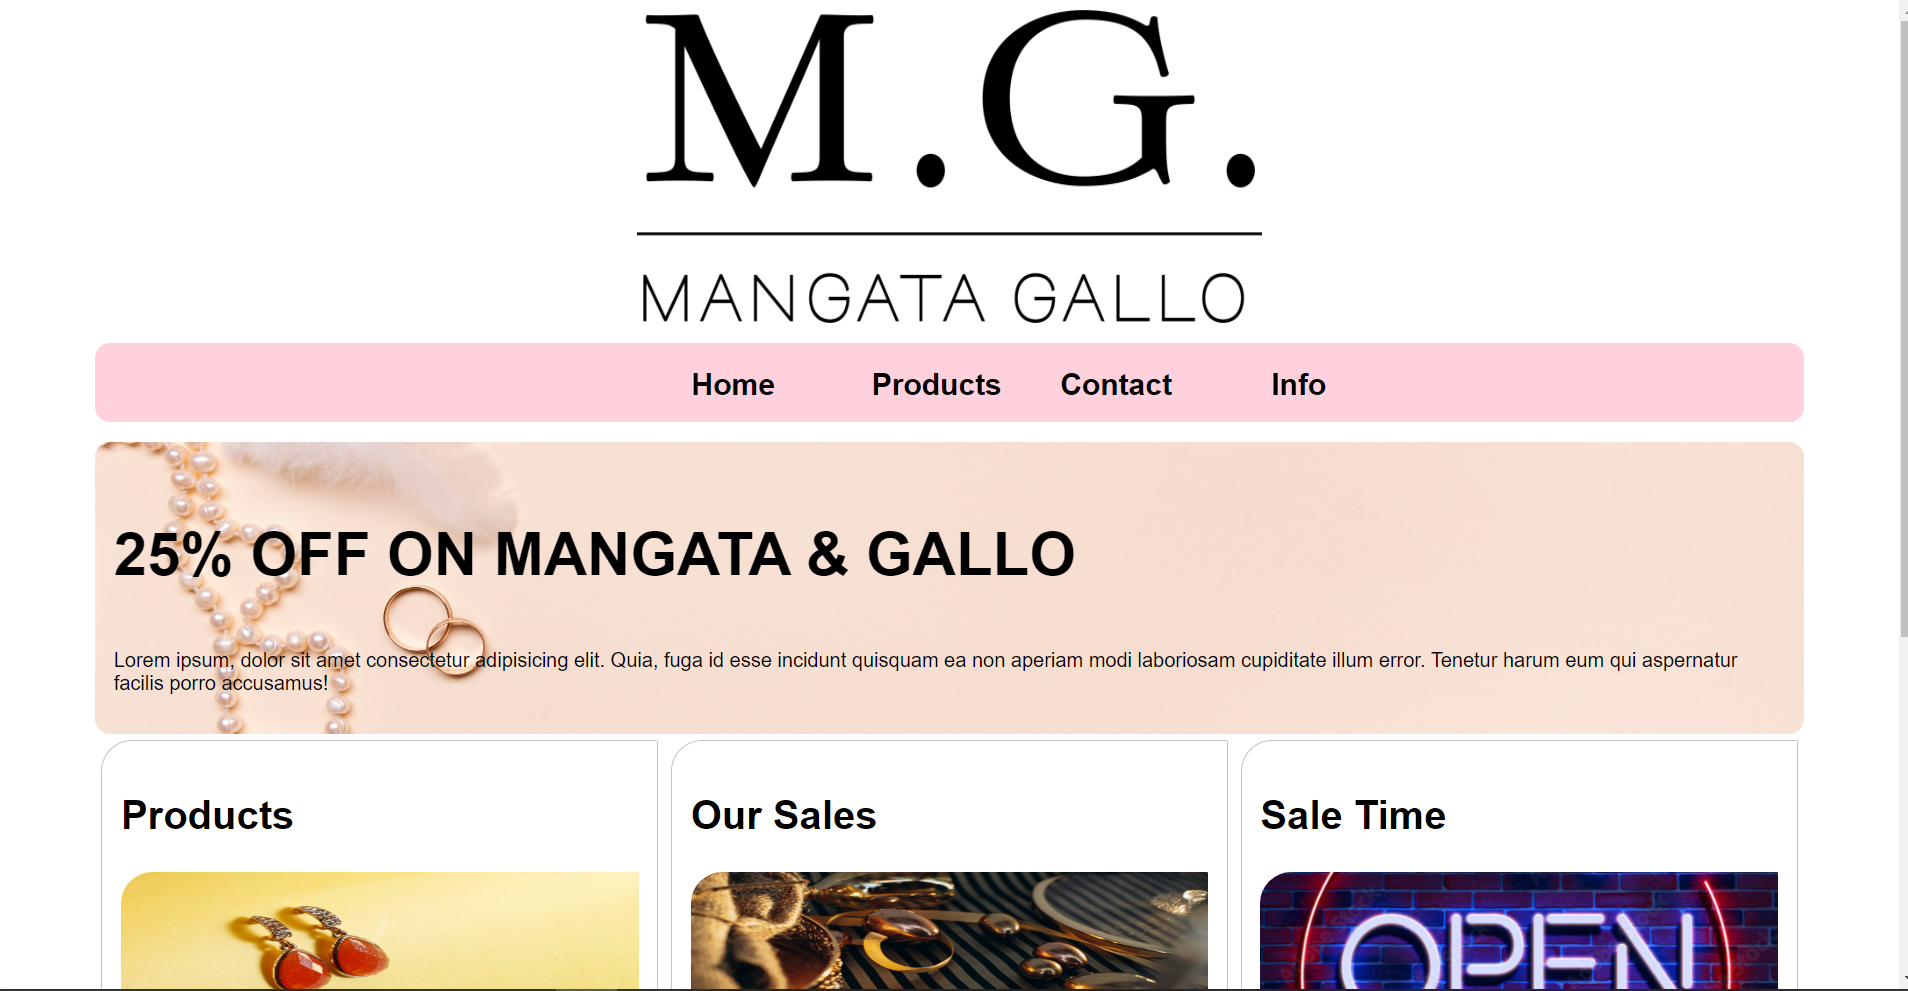 M.G.
MANGATA GALLO
Home Products Contact Info
25% OFF ON MANGATA & GALLO
Lorem ipsum, dolor sit amet consectetur adipisicing elit. Quia, fuga id esse incidunt quisquam ea non aperiam modi laboriosam cupiditate illum error. Tenetur harum eum qui aspernatur
facilis porro accusamus!
Products
Our Sales
Sale Time
OPEN